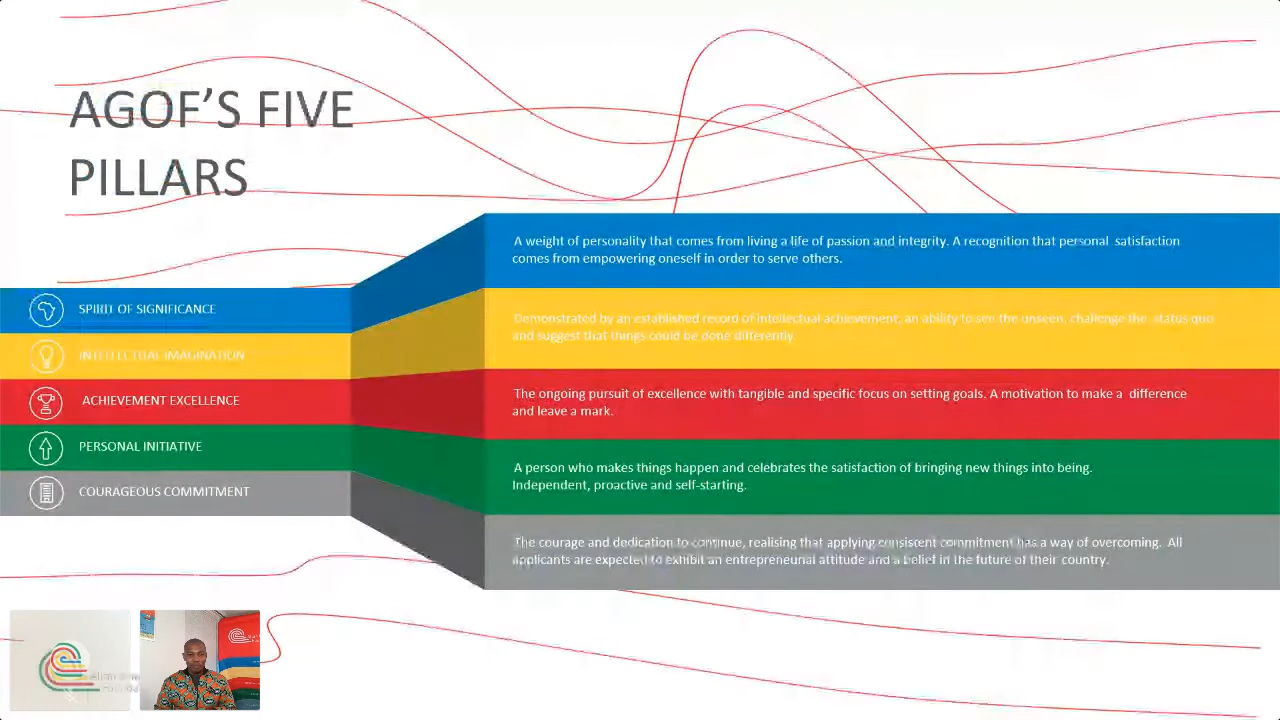 AGOF'S FIVE
PILLARS
SPIRIT OF SIGNIFICANCE
A weight of personality that comes from living a life of passion and integrity. A recognition that personal satisfaction
comes from empowering oneself in order to serve others.
INTELLECTUAL IMAGINATION
Demonstrated by an established record of intellectual achievement, an ability to see the unseen, challenge the status quo
and suggest that things could be done differently.
ACHIEVEMENT EXCELLENCE
The ongoing pursuit of excellence with tangible and specific focus on setting goals. A motivation to make a difference
and leave a mark.
PERSONAL INITIATIVE
A person who makes things happen and celebrates the satisfaction of bringing new things into being.
Independent, proactive and self-starting.
COURAGEOUS COMMITMENT
The courage and dedication to continue, realising that applying consistent commitment has a way of overcoming. All
applicants are expected to exhibit an entrepreneurial attitude and a belief in the future of their country.